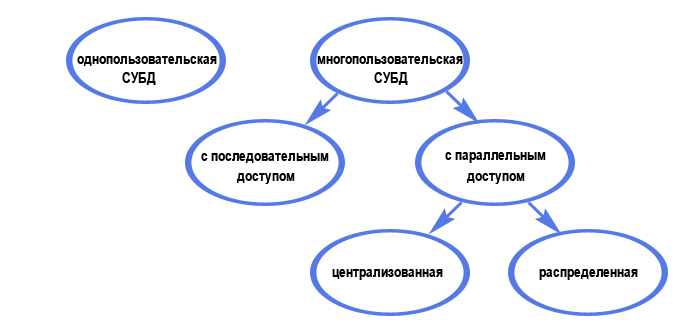 однопользовательская
СУБД
многопользовательская
СУБД
с последовательным
доступом
с параллельным
доступом
централизованная
распределенная